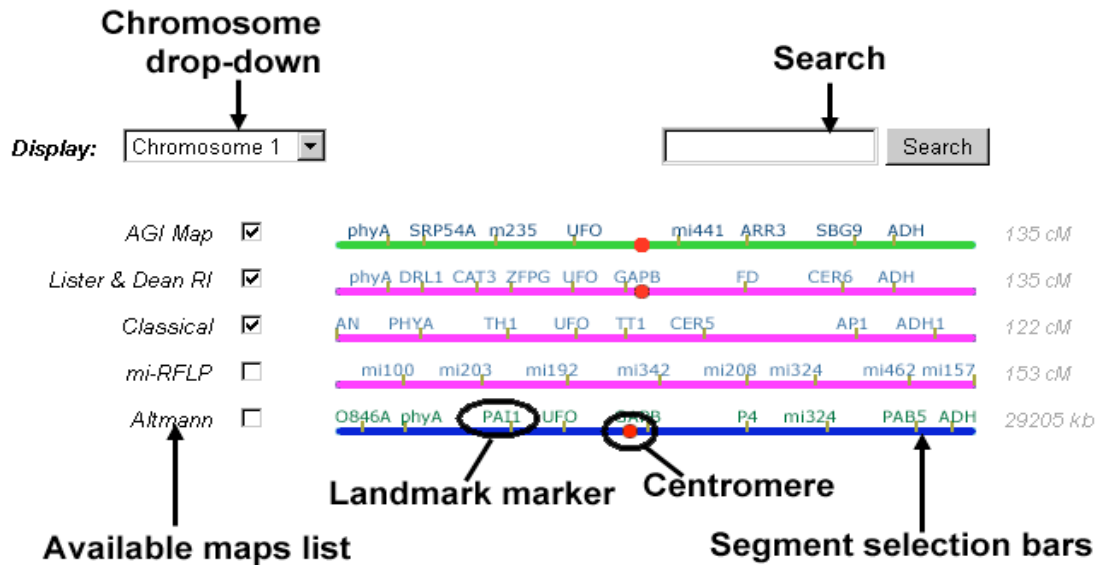 Chromosome
drop-down
Search
Display: Chromosome 1 Search
AGI Map phyA SRP54A m235 UFO mi441 ARR3 SBG9 ADH 135 cM
Lister & Dean RI phyA DRL1 CAT3 ZFPG UFO GAPB FD CER6 ADH 135 cM
Classical AN PHYA TH1 UFO TT1 CER5 AP1 ADH1 122 cM
mi-RFLP mi100 mi203 mi192 mi342 mi208 mi324 mi462 mi157 153 cM
Altmann O846A phyA PAI1 UFO GAPB P4 mi324 PAB5 ADH 29205 kb
Landmark marker
Centromere
Available maps list
Segment selection bars